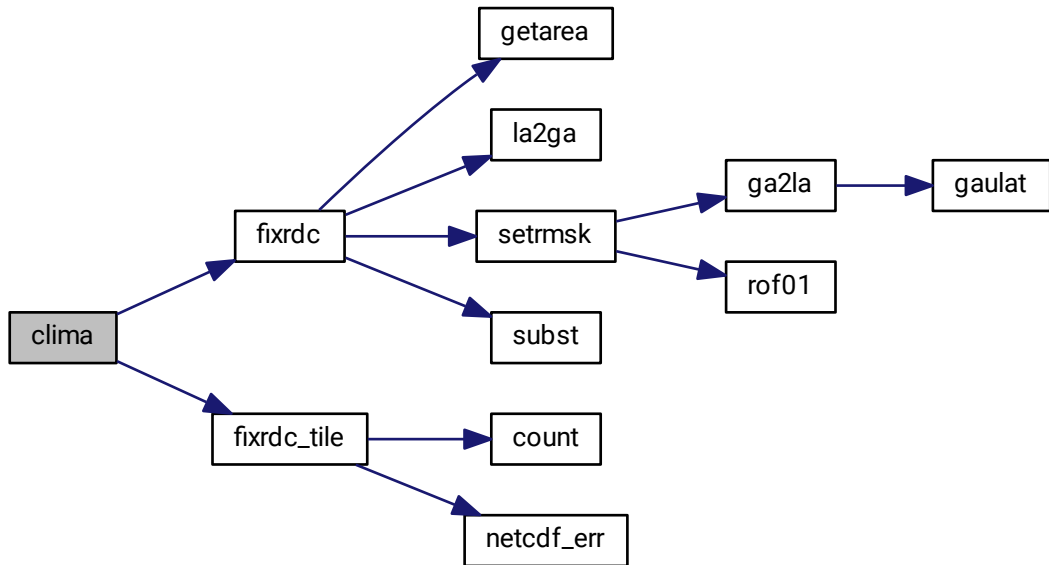 getarea
la2ga
ga2la
gaulat
fixrdc
setrmsk
rof01
clima
subst
fixrdc_tile
count
netcdf_err